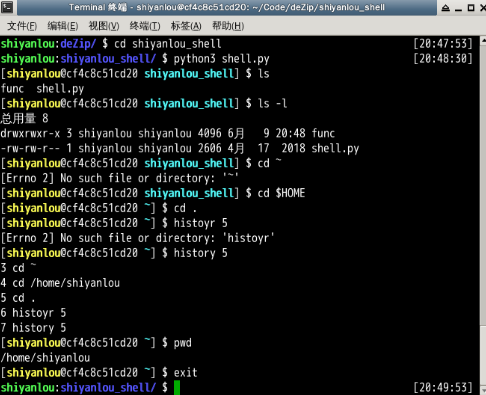 Terminal 终端 - shiyanlou@cf4c8c51cd20: ~/Code/deZip/shiyanlou_shell
文件(F) 编辑(E) 视图(V) 终端(T) 标签(A) 帮助(H)
shiyanlou:deZip/ $ cd shiyanlou_shell [20:47:53]
shiyanlou:shiyanlou_shell/ $ python3 shell.py [20:48:30]
[shiyanlou@cf4c8c51cd20 shiyanlou_shell] $ ls
func shell.py
[shiyanlou@cf4c8c51cd20 shiyanlou_shell] $ ls -l
总用量 8
drwxrwxr-x 3 shiyanlou shiyanlou 4096 6月 9 20:48 func
-rw-rw-r-- 1 shiyanlou shiyanlou 2606 4月 17 2018 shell.py
[shiyanlou@cf4c8c51cd20 shiyanlou_shell] $ cd ~
[Errno 2] No such file or directory: '~'
[shiyanlou@cf4c8c51cd20 shiyanlou_shell] $ cd $HOME
[shiyanlou@cf4c8c51cd20 ~] $ cd .
[shiyanlou@cf4c8c51cd20 ~] $ histoyr 5
[Errno 2] No such file or directory: 'histoyr'
[shiyanlou@cf4c8c51cd20 ~] $ history 5
3 cd ~
4 cd /home/shiyanlou
5 cd .
6 histoyr 5
7 history 5
[shiyanlou@cf4c8c51cd20 ~] $ pwd
/home/shiyanlou
[shiyanlou@cf4c8c51cd20 ~] $ exit
shiyanlou:shiyanlou_shell/ $ [20:49:53]